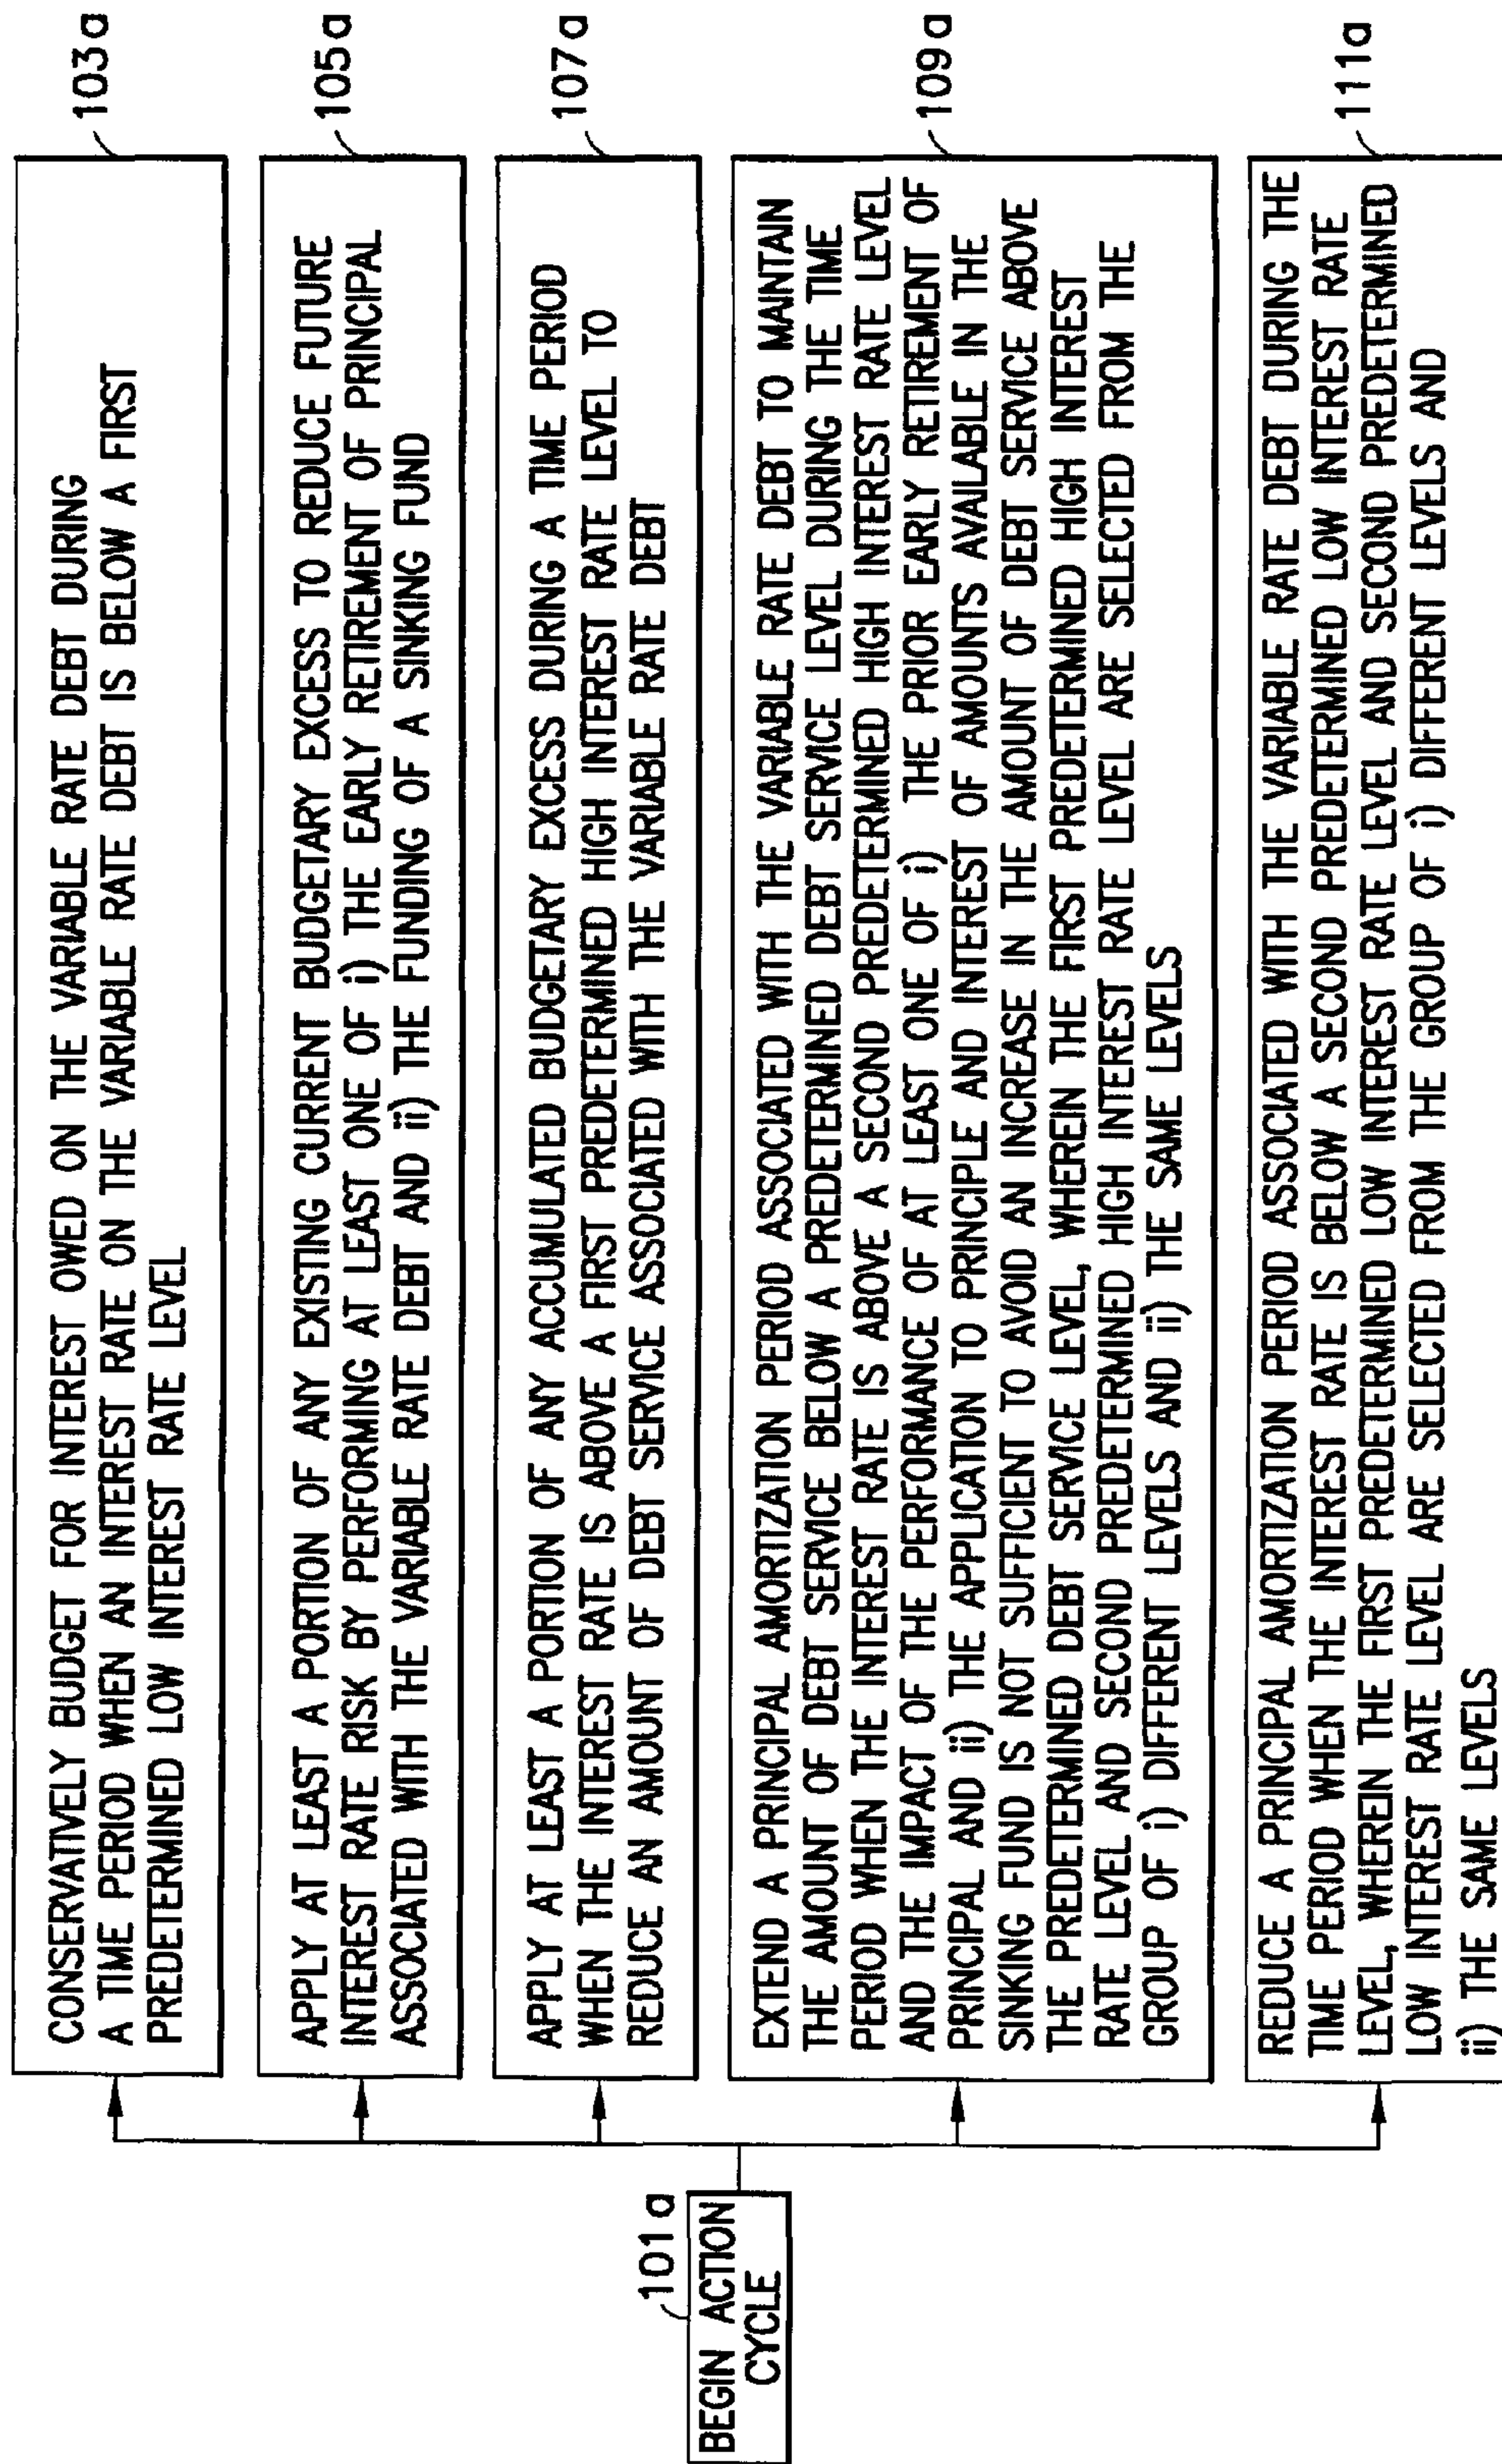 101a
BEGIN ACTION
CYCLE
CONSERVATIVELY BUDGET FOR INTEREST OWED ON THE VARIABLE RATE DEBT DURING
A TIME PERIOD WHEN AN INTEREST RATE ON THE VARIABLE RATE DEBT IS BELOW A FIRST
PREDETERMINED LOW INTEREST RATE LEVEL
103a
APPLY AT LEAST A PORTION OF ANY EXISTING CURRENT BUDGETARY EXCESS TO REDUCE FUTURE
INTEREST RATE RISK BY PERFORMING AT LEAST ONE OF i) THE EARLY RETIREMENT OF PRINCIPAL
ASSOCIATED WITH THE VARIABLE RATE DEBT AND ii) THE FUNDING OF A SINKING FUND
105a
APPLY AT LEAST A PORTION OF ANY ACCUMULATED BUDGETARY EXCESS DURING A TIME PERIOD
WHEN THE INTEREST RATE IS ABOVE A FIRST PREDETERMINED HIGH INTEREST RATE LEVEL TO
REDUCE AN AMOUNT OF DEBT SERVICE ASSOCIATED WITH THE VARIABLE RATE DEBT
107a
EXTEND A PRINCIPAL AMORTIZATION PERIOD ASSOCIATED WITH THE VARIABLE RATE DEBT TO MAINTAIN
THE AMOUNT OF DEBT SERVICE BELOW A PREDETERMINED DEBT SERVICE LEVEL DURING THE TIME
PERIOD WHEN THE INTEREST RATE IS ABOVE A SECOND PREDETERMINED HIGH INTEREST RATE LEVEL
AND THE IMPACT OF THE PERFORMANCE OF AT LEAST ONE OF i) THE PRIOR EARLY RETIREMENT OF
PRINCIPAL AND ii) THE APPLICATION TO PRINCIPLE AND INTEREST OF AMOUNTS AVAILABLE IN THE
SINKING FUND IS NOT SUFFICIENT TO AVOID AN INCREASE IN THE AMOUNT OF DEBT SERVICE ABOVE
THE PREDETERMINED DEBT SERVICE LEVEL, WHEREIN THE FIRST PREDETERMINED HIGH INTEREST
RATE LEVEL AND SECOND PREDETERMINED HIGH INTEREST RATE LEVEL ARE SELECTED FROM THE
GROUP OF i) DIFFERENT LEVELS AND ii) THE SAME LEVELS
109a
REDUCE A PRINCIPAL AMORTIZATION PERIOD ASSOCIATED WITH THE VARIABLE RATE DEBT DURING THE
TIME PERIOD WHEN THE INTEREST RATE IS BELOW A SECOND PREDETERMINED LOW INTEREST RATE
LEVEL, WHEREIN THE FIRST PREDETERMINED LOW INTEREST RATE LEVEL AND SECOND PREDETERMINED
LOW INTEREST RATE LEVEL ARE SELECTED FROM THE GROUP OF i) DIFFERENT LEVELS AND
ii) THE SAME LEVELS
111a